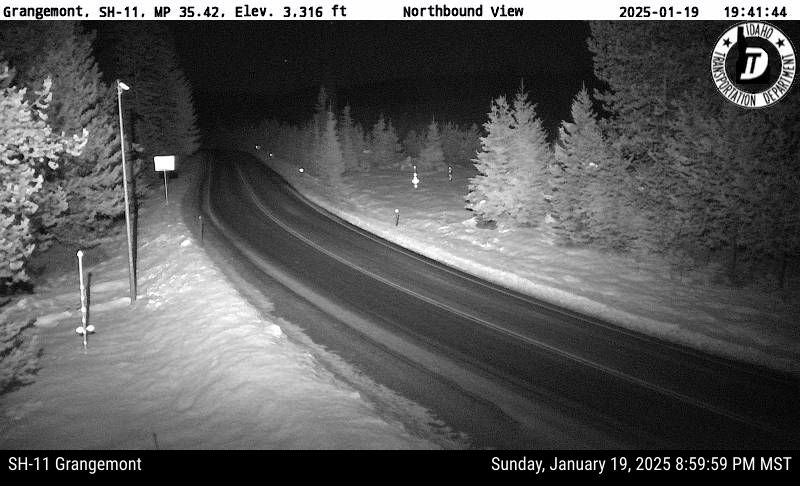 Grangemont, SH-11, MP 35.42, Elev. 3,316 ft Northbound View 2025-01-19 19:41:44
IDAHO
TRANSPORTATION DEPARTMENT
SH-11 Grangemont Sunday, January 19, 2025 8:59:59 PM MST